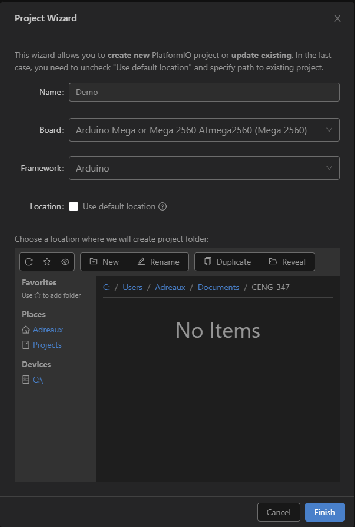 Project Wizard
This wizard allows you to create new PlatformIO project or update existing. In the last
case, you need to uncheck "Use default location" and specify path to existing project.
Name: Demo
Board: Arduino Mega or Mega 2560 ATmega2560 (Mega 2560)
Framework: Arduino
Location: Use default location
Choose a location where we will create project folder:
New Rename Duplicate Reveal
Favorites
Use to add folder
Places
Adreaux
Projects
Devices
C:\
C: / Users / Adreaux / Documents / CENG-347
No Items
Cancel Finish